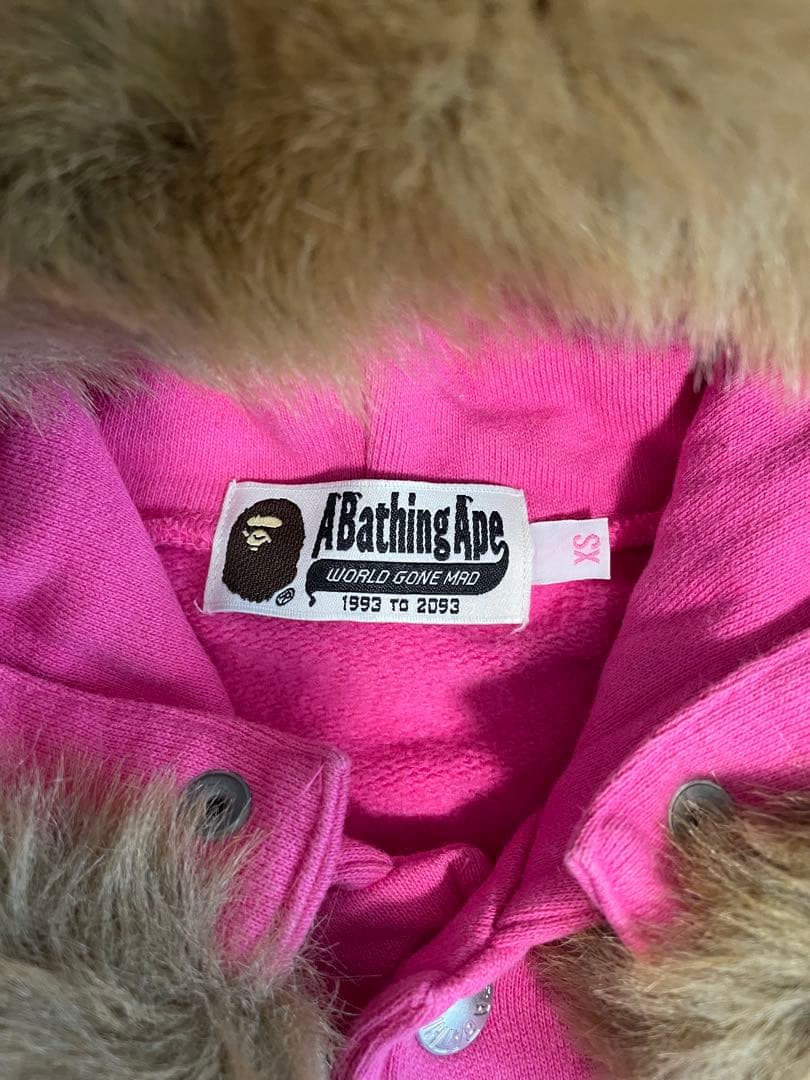 ABathingApe
WORLD GONE MAD
1993 TO 2093
XS